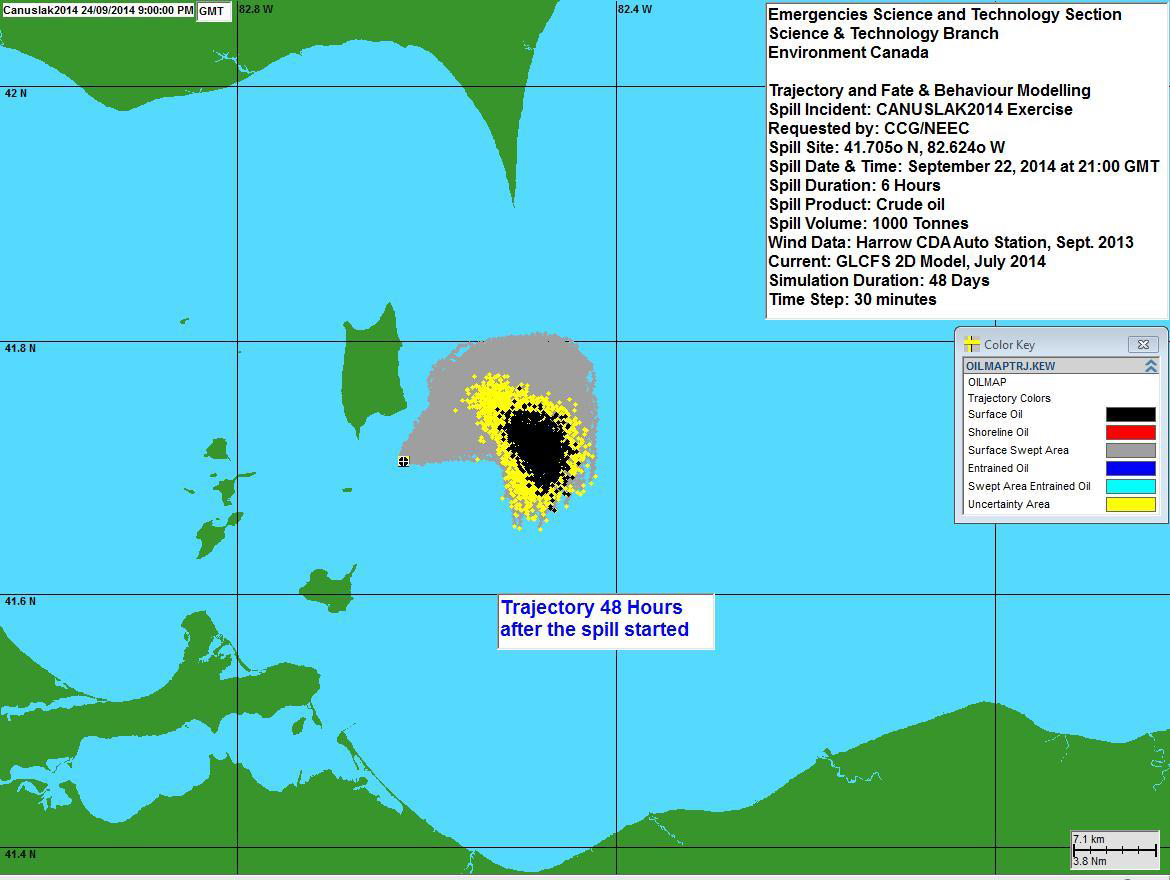 Canuslak2014 24/09/2014 9:00:00 PM GMT
82.8 W
82.4 W
Emergencies Science and Technology Section
Science & Technology Branch
Environment Canada
Trajectory and Fate & Behaviour Modelling
Spill Incident: CANUSLAK2014 Exercise
Requested by: CCG/NEEC
Spill Site: 41.705o N, 82.624o W
Spill Date & Time: September 22, 2014 at 21:00 GMT
Spill Duration: 6 Hours
Spill Product: Crude oil
Spill Volume: 1000 Tonnes
Wind Data: Harrow CDA Auto Station, Sept. 2013
Current: GLCFS 2D Model, July 2014
Simulation Duration: 48 Days
Time Step: 30 minutes
42 N
41.8 N
Color Key
OILMAPTRJ.KEW
OILMAP
Trajectory Colors
Surface Oil
Shoreline Oil
Surface Swept Area
Entrained Oil
Swept Area Entrained Oil
Uncertainty Area
41.6 N
Trajectory 48 Hours
after the spill started
41.4 N
7.1 km
3.8 Nm